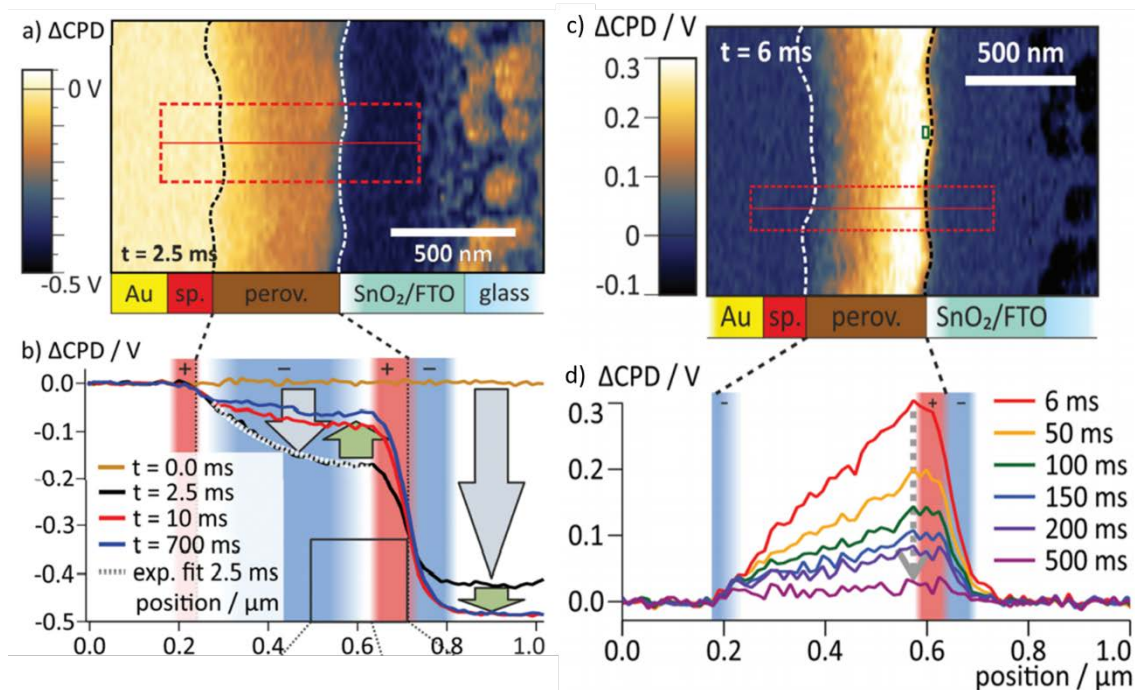 a) ΔCPD
0 V
-0.5 V
t = 2.5 ms
500 nm
Au sp. perov. SnO₂/FTO glass
b) ΔCPD / V
+ − + −
0.0
-0.1
-0.2
-0.3
-0.4
-0.5
t = 0.0 ms
t = 2.5 ms
t = 10 ms
t = 700 ms
exp. fit 2.5 ms
position / μm
0.0 0.2 0.4 0.6 0.8 1.0
c) ΔCPD / V
0.3
0.2
0.1
0
-0.1
t = 6 ms
500 nm
Au sp. perov. SnO₂/FTO
d) ΔCPD / V
- + −
0.3
0.2
0.1
0.0
6 ms
50 ms
100 ms
150 ms
200 ms
500 ms
0.0 0.2 0.4 0.6 0.8 1.0
position / μm